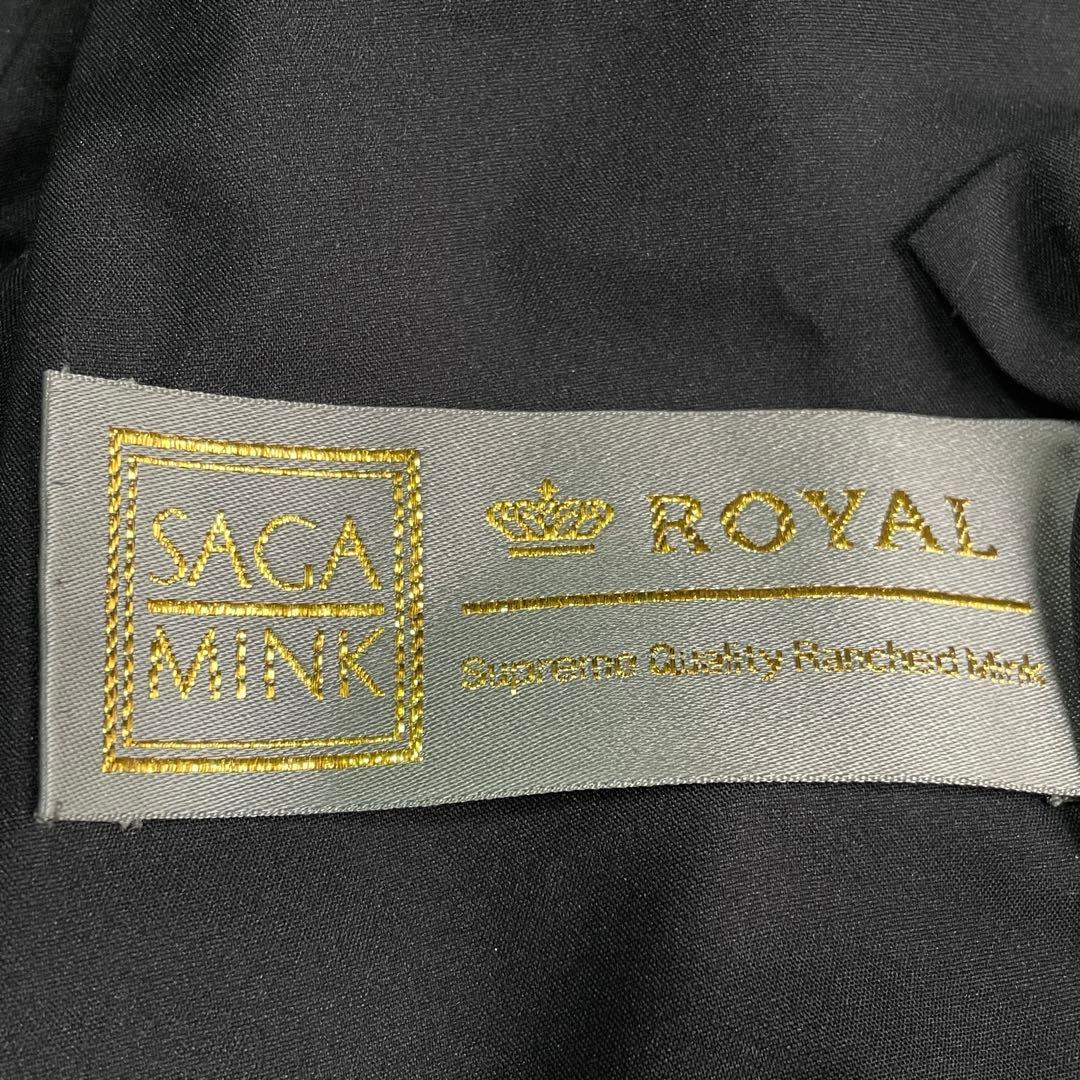 SAGA
MINK
ROYAL
Supreme Quality Ranched Mink